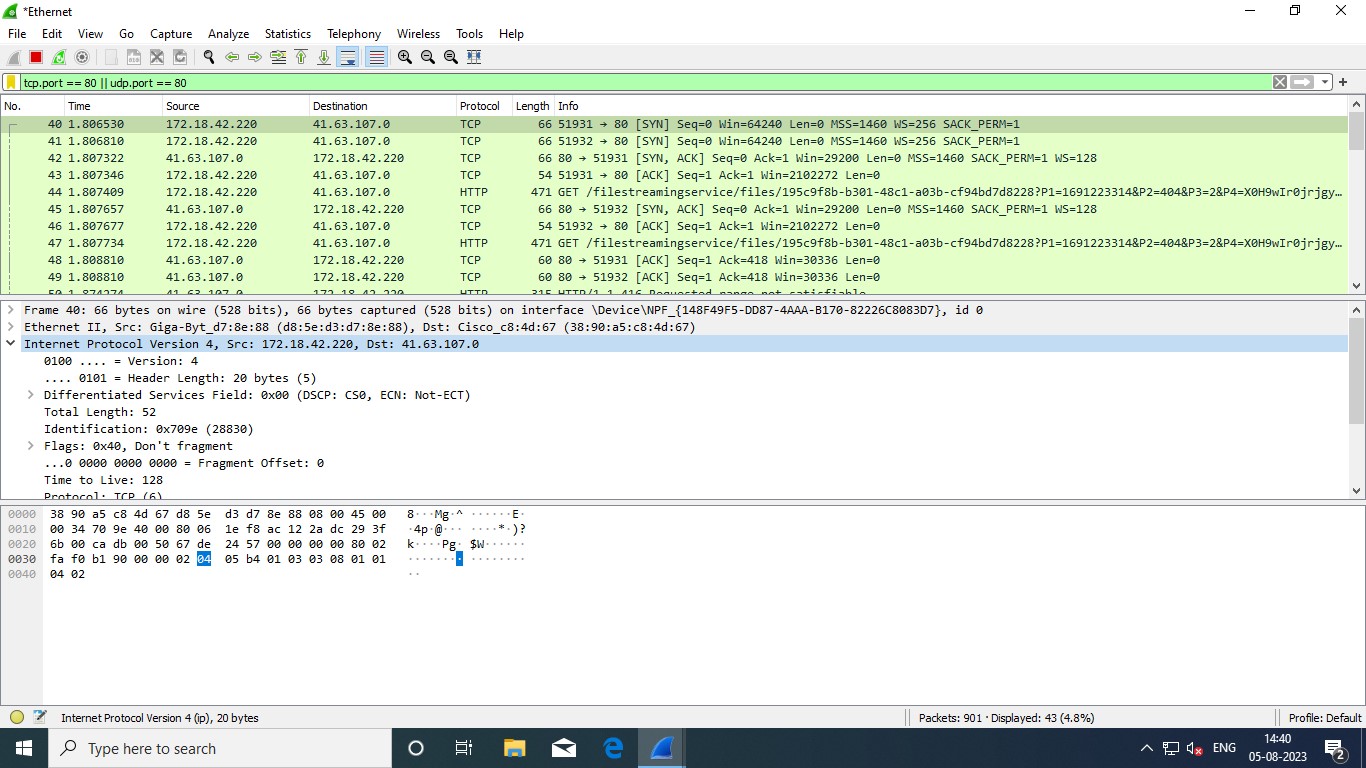 *Ethernet
File Edit View Go Capture Analyze Statistics Telephony Wireless Tools Help
tcp.port == 80 || udp.port == 80
No. Time Source Destination Protocol Length Info
40 1.806530 172.18.42.220 41.63.107.0 TCP 66 51931 → 80 [SYN] Seq=0 Win=64240 Len=0 MSS=1460 WS=256 SACK_PERM=1
41 1.806810 172.18.42.220 41.63.107.0 TCP 66 51932 → 80 [SYN] Seq=0 Win=64240 Len=0 MSS=1460 WS=256 SACK_PERM=1
42 1.807322 41.63.107.0 172.18.42.220 TCP 66 80 → 51931 [SYN, ACK] Seq=0 Ack=1 Win=29200 Len=0 MSS=1460 SACK_PERM=1 WS=128
43 1.807346 172.18.42.220 41.63.107.0 TCP 54 51931 → 80 [ACK] Seq=1 Ack=1 Win=2102272 Len=0
44 1.807409 172.18.42.220 41.63.107.0 HTTP 471 GET /filestreamingservice/files/195c9f8b-b301-48c1-a03b-cf94bd7d8228?P1=1691223314&P2=404&P3=2&P4=X0H9wIr0jrjgy…
45 1.807657 41.63.107.0 172.18.42.220 TCP 66 80 → 51932 [SYN, ACK] Seq=0 Ack=1 Win=29200 Len=0 MSS=1460 SACK_PERM=1 WS=128
46 1.807677 172.18.42.220 41.63.107.0 TCP 54 51932 → 80 [ACK] Seq=1 Ack=1 Win=2102272 Len=0
47 1.807734 172.18.42.220 41.63.107.0 HTTP 471 GET /filestreamingservice/files/195c9f8b-b301-48c1-a03b-cf94bd7d8228?P1=1691223314&P2=404&P3=2&P4=X0H9wIr0jrjgy…
48 1.808810 41.63.107.0 172.18.42.220 TCP 60 80 → 51931 [ACK] Seq=1 Ack=418 Win=30336 Len=0
49 1.808810 41.63.107.0 172.18.42.220 TCP 60 80 → 51932 [ACK] Seq=1 Ack=418 Win=30336 Len=0
50 1.874274 41.63.107.0 172.18.42.220 HTTP 315 HTTP/1.1 416 Requested range not satisfiable
Frame 40: 66 bytes on wire (528 bits), 66 bytes captured (528 bits) on interface \Device\NPF_{148F49F5-DD87-4AAA-B170-82226C8083D7}, id 0
Ethernet II, Src: Giga-Byt_d7:8e:88 (d8:5e:d3:d7:8e:88), Dst: Cisco_c8:4d:67 (38:90:a5:c8:4d:67)
Internet Protocol Version 4, Src: 172.18.42.220, Dst: 41.63.107.0
0100 .... = Version: 4
.... 0101 = Header Length: 20 bytes (5)
Differentiated Services Field: 0x00 (DSCP: CS0, ECN: Not-ECT)
Total Length: 52
Identification: 0x709e (28830)
Flags: 0x40, Don't fragment
...0 0000 0000 0000 = Fragment Offset: 0
Time to Live: 128
Protocol: TCP (6)
0000 38 90 a5 c8 4d 67 d8 5e d3 d7 8e 88 08 00 45 00 8···Mg·^ ······E·
0010 00 34 70 9e 40 00 80 06 1e f8 ac 12 2a dc 29 3f ·4p·@··· ····*·)?
0020 6b 00 ca db 00 50 67 de 24 57 00 00 00 00 80 02 k····Pg· $W······
0030 fa f0 b1 90 00 00 02 04 05 b4 01 03 03 08 01 01 ········ ········
0040 04 02 ··
Internet Protocol Version 4 (ip), 20 bytes Packets: 901 · Displayed: 43 (4.8%) Profile: Default
Type here to search ENG 14:40
05-08-2023 2